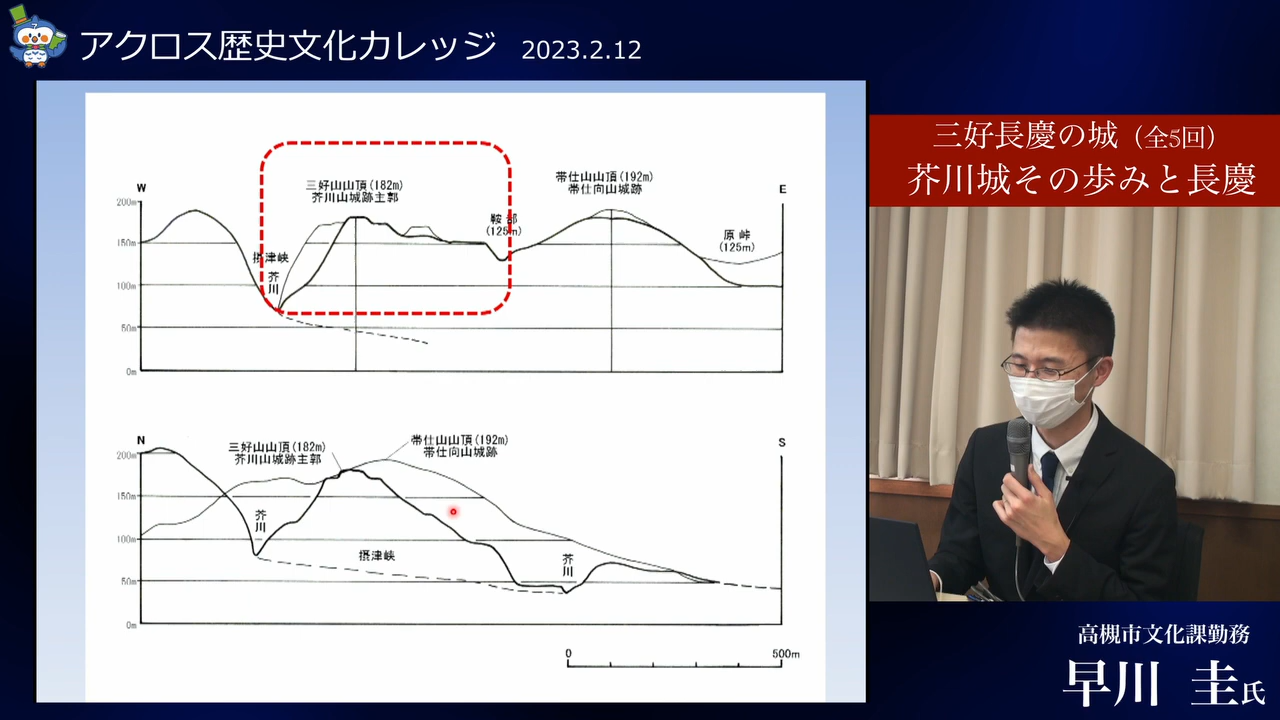 アクロス歴史文化カレッジ 2023.2.12
三好長慶の城（全5回）
芥川城その歩みと長慶
W
三好山山頂(182m)
芥川山城跡主郭
帯仕山山頂(192m)
帯仕向山城跡
E
200m
鞍部
(125m)
原峠
(125m)
150m
摂津峡
芥川
100m
50m
0m
N
三好山山頂(182m)
芥川山城跡主郭
帯仕山山頂(192m)
帯仕向山城跡
S
200m
150m
芥川
100m
摂津峡
芥川
50m
0m
0
500m
高槻市文化課勤務
早川 圭氏